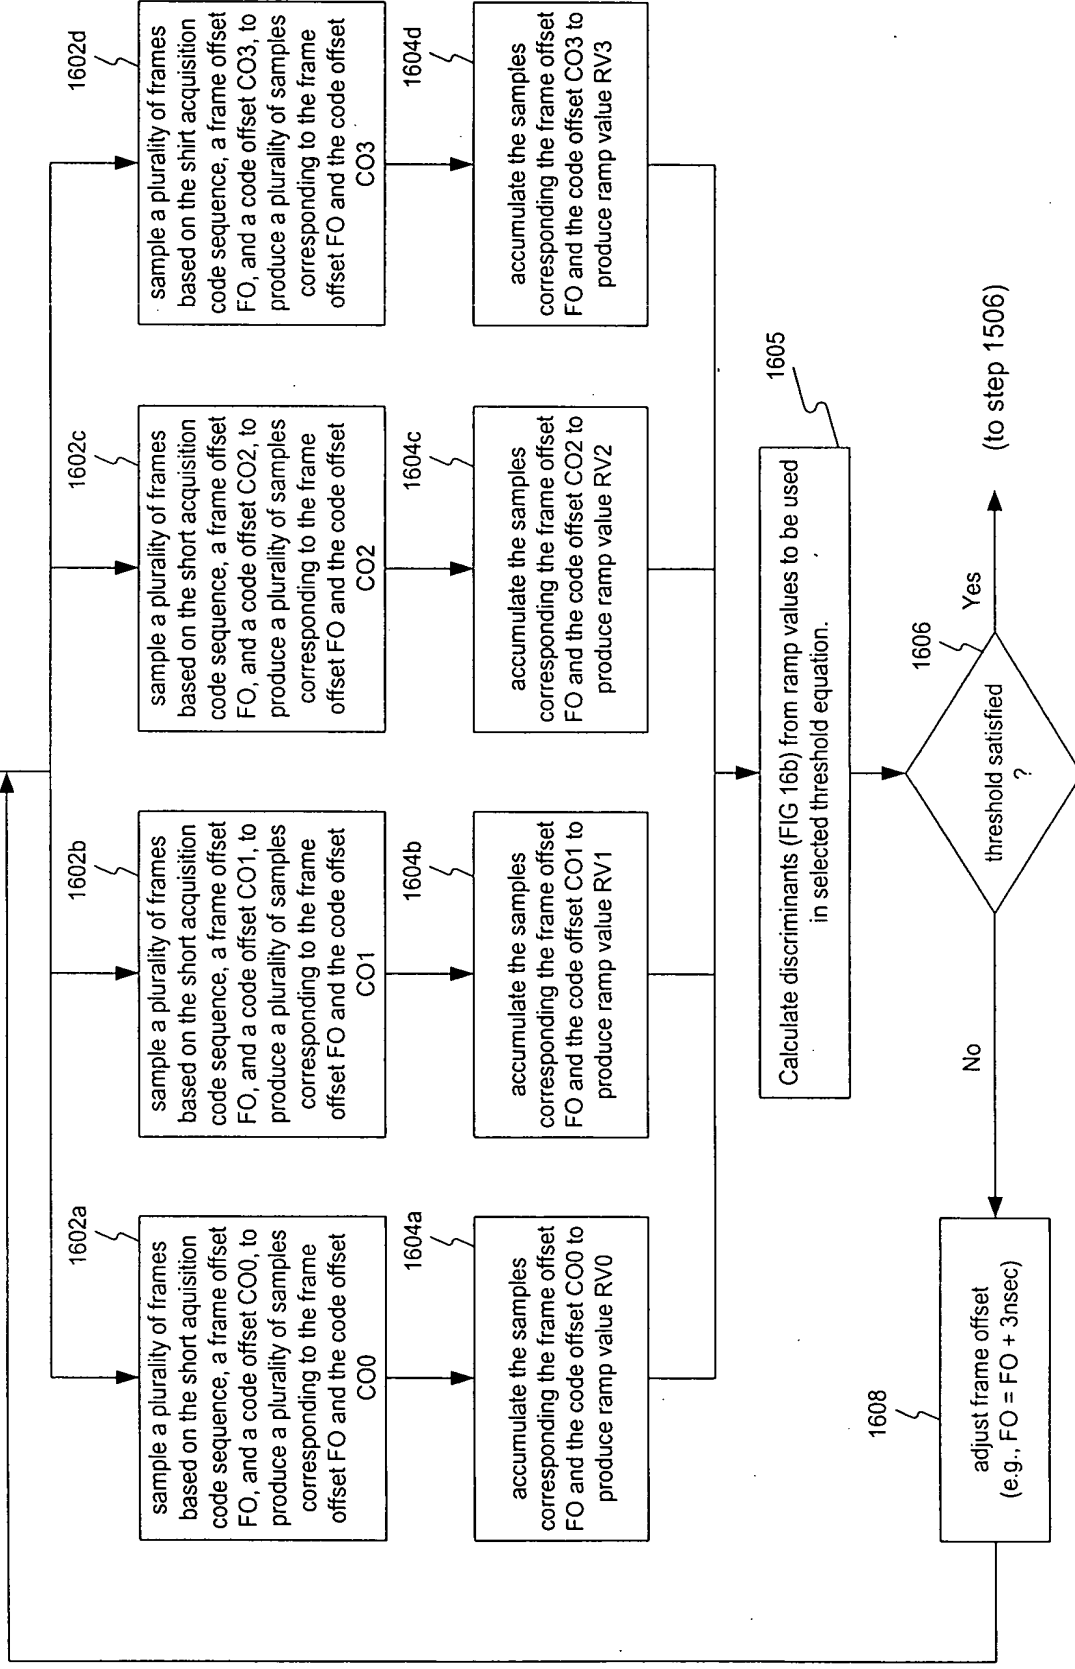 1602a
sample a plurality of frames
based on the short aquisition
code sequence, a frame offset
FO, and a code offset CO0, to
produce a plurality of samples
corresponding to the frame
offset FO and the code offset
CO0
1602b
sample a plurality of frames
based on the short acquisition
code sequence, a frame offset
FO, and a code offset CO1, to
produce a plurality of samples
corresponding to the frame
offset FO and the code offset
CO1
1602c
sample a plurality of frames
based on the short acquisition
code sequence, a frame offset
FO, and a code offset CO2, to
produce a plurality of samples
corresponding to the frame
offset FO and the code offset
CO2
1602d
sample a plurality of frames
based on the shirt acquisition
code sequence, a frame offset
FO, and a code offset CO3, to
produce a plurality of samples
corresponding to the frame
offset FO and the code offset
CO3
1604a
accumulate the samples
corresponding the frame offset
FO and the code offset CO0 to
produce ramp value RV0
1604b
accumulate the samples
corresponding the frame offset
FO and the code offset CO1 to
produce ramp value RV1
1604c
accumulate the samples
corresponding the frame offset
FO and the code offset CO2 to
produce ramp value RV2
1604d
accumulate the samples
corresponding the frame offset
FO and the code offset CO3 to
produce ramp value RV3
1605
Calculate discriminants (FIG 16b) from ramp values to be used
in selected threshold equation.
1606
threshold satisfied
?
Yes
(to step 1506)
No
1608
adjust frame offset
(e.g., FO = FO + 3nsec)